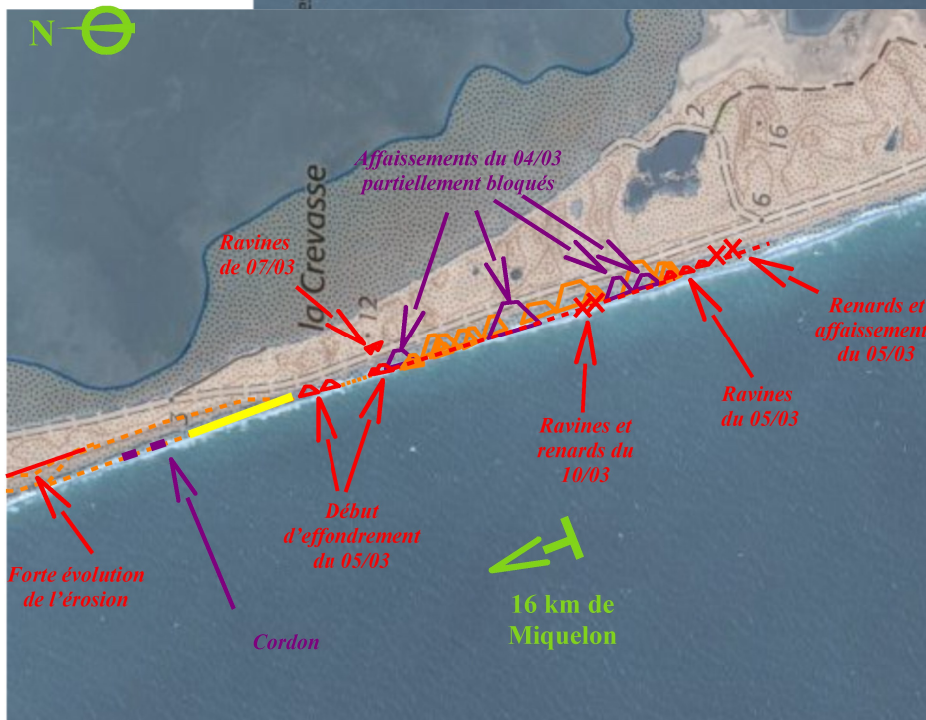 N
Affaissements du 04/03
partiellement bloqués
2
16
6
Ravines
de 07/03
la Crevasse
12
Renards et
affaissement
du 05/03
Ravines
du 05/03
Ravines et
renards du
10/03
Début
d'effondrement
du 05/03
Forte évolution
de l'érosion
16 km de
Miquelon
Cordon